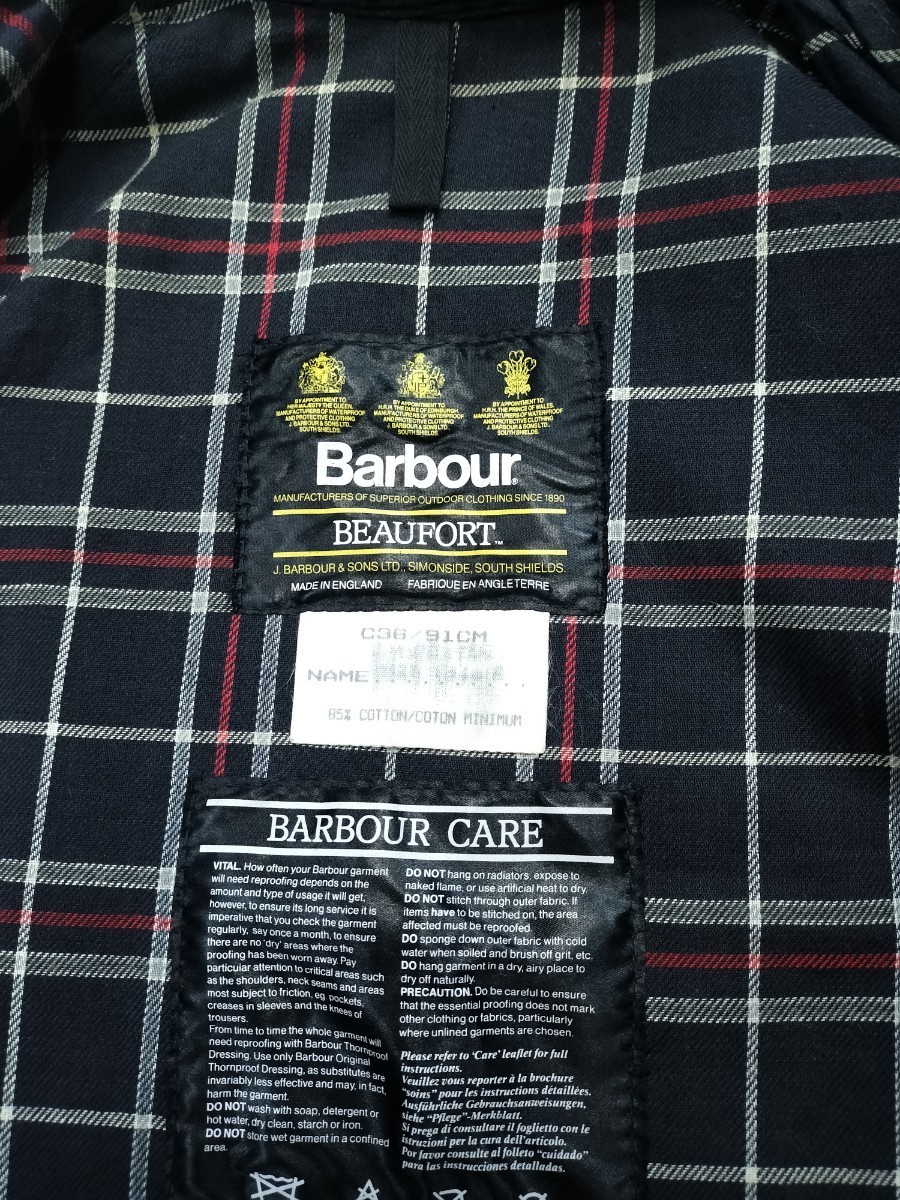 BY APPOINTMENT TO
HER MAJESTY THE QUEEN.
MANUFACTURERS OF WATERPROOF
AND PROTECTIVE CLOTHING
J. BARBOUR & SONS LTD.
SOUTH SHIELDS.
BY APPOINTMENT TO
H.R.H. THE DUKE OF EDINBURGH.
MANUFACTURERS OF WATERPROOF
AND PROTECTIVE CLOTHING
J. BARBOUR & SONS LTD.
SOUTH SHIELDS.
BY APPOINTMENT TO
H.R.H. THE PRINCE OF WALES.
MANUFACTURERS OF WATERPROOF
AND PROTECTIVE CLOTHING
J. BARBOUR & SONS LTD.
SOUTH SHIELDS.
Barbour®
MANUFACTURERS OF SUPERIOR OUTDOOR CLOTHING SINCE 1890
BEAUFORT™
J. BARBOUR & SONS LTD., SIMONSIDE, SOUTH SHIELDS.
MADE IN ENGLAND FABRIQUE EN ANGLETERRE
C36/91CM
NAME
85% COTTON/COTON MINIMUM
BARBOUR CARE
VITAL. How often your Barbour garment
will need reproofing depends on the
amount and type of usage it will get,
however, to ensure its long service it is
imperative that you check the garment
regularly, say once a month, to ensure
there are no 'dry' areas where the
proofing has been worn away. Pay
particular attention to critical areas such
as the shoulders, neck seams and areas
most subject to friction, eg. pockets,
creases in sleeves and the knees of
trousers.
From time to time the whole garment will
need reproofing with Barbour Thornproof
Dressing. Use only Barbour Original
Thornproof Dressing, as substitutes are
invariably less effective and may, in fact,
harm the garment.
DO NOT wash with soap, detergent or
hot water, dry clean, starch or iron.
DO NOT store wet garment in a confined
area.
DO NOT hang on radiators, expose to
naked flame, or use artificial heat to dry.
DO NOT stitch through outer fabric. If
items have to be stitched on, the area
affected must be reproofed.
DO sponge down outer fabric with cold
water when soiled and brush off grit, etc.
DO hang garment in a dry, airy place to
dry off naturally.
PRECAUTION. Do be careful to ensure
that the essential proofing does not mark
other clothing or fabrics, particularly
where unlined garments are chosen.
Please refer to 'Care' leaflet for full
instructions.
Veuillez vous reporter à la brochure
"soins" pour les instructions détaillées.
Ausführliche Gebrauchsanweisungen,
siehe "Pflege"-Merkblatt.
Si prega di consultare il foglietto con le
istruzioni per la cura dell'articolo.
Por favor consulte al folleto "cuidado"
para las instrucciones detalladas.